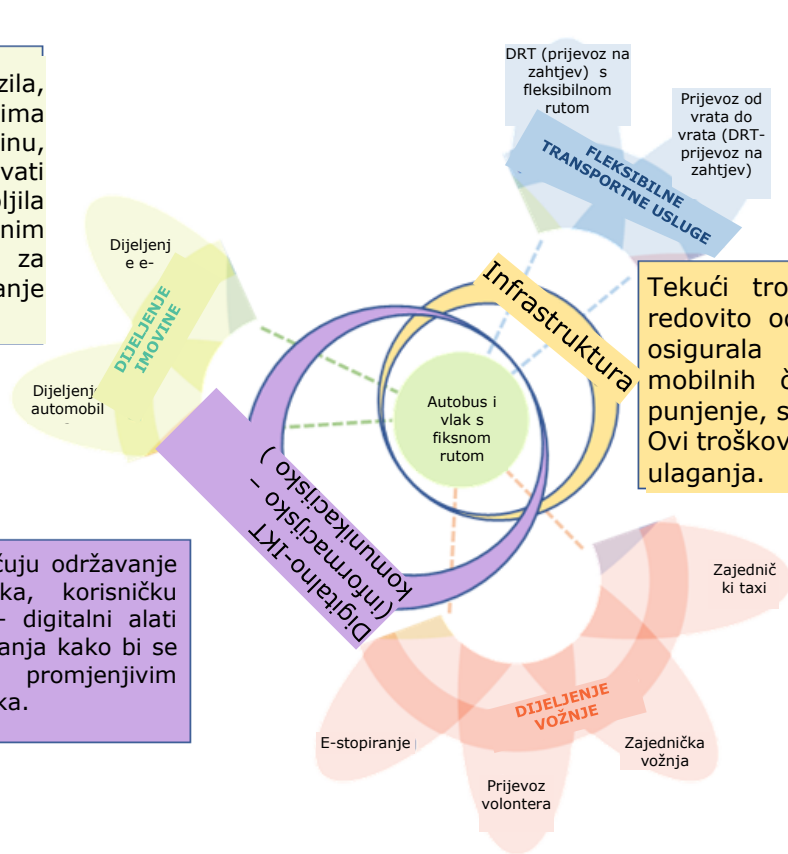 DRT (prijevoz na
zahtjev) s
fleksibilnom
rutom
Prijevoz od
vrata do
vrata (DRT-
prijevoz na
zahtjev)
FLEKSIBILNE
TRANSPORTNE USLUGE
zila,
ima
inu,
vati
ljila
nim
za
anje
Dijeljenj
e e-
DIJELJENJE
IMOVINE
Dijeljenj
automobil
Infrastruktura
Tekući tro
redovito o
osigurala
mobilnih č
punjenje, s
Ovi troškov
ulaganja.
Autobus i
vlak s
fiksnom
rutom
Digitalno-IKT
(informacijsko –
komunikacijsko )
čuju održavanje
ka, korisničku
- digitalni alati
anja kako bi se
promjenjivim
ka.
Zajednič
ki taxi
DIJELJENJE
VOŽNJE
E-stopiranje
Zajednička
vožnja
Prijevoz
volontera